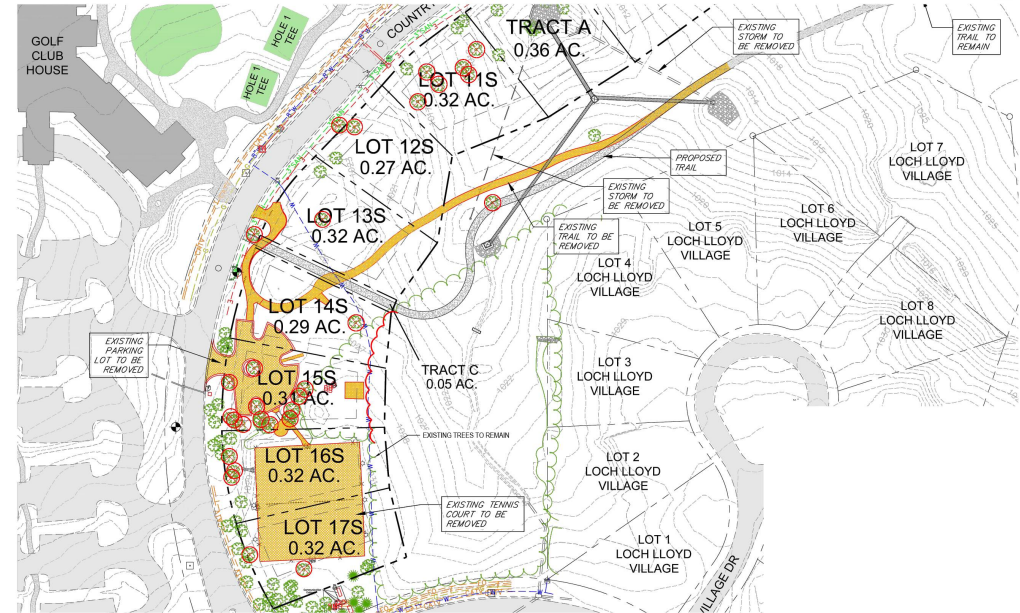 GOLF
CLUB
HOUSE
HOLE 1
TEE
HOLE 1
TEE
COUNTR
TRACT A
0.36 AC.
EXISTING
STORM TO
BE REMOVED
EXISTING
TRAIL TO
REMAIN
LOT 11S
0.32 AC.
LOT 12S
0.27 AC.
PROPOSED
TRAIL
LOT 7
LOCH LLOYD
VILLAGE
EXISTING
STORM TO
BE REMOVED
LOT 13S
0.32 AC.
EXISTING
TRAIL TO BE
REMOVED
LOT 5
LOCH LLOYD
VILLAGE
LOT 6
LOCH LLOYD
VILLAGE
LOT 4
LOCH LLOYD
VILLAGE
LOT 14S
0.29 AC.
LOT 8
LOCH LLOYD
VILLAGE
EXISTING
PARKING
LOT TO BE
REMOVED
LOT 15S
0.31 AC.
TRACT C
0.05 AC.
LOT 3
LOCH LLOYD
VILLAGE
EXISTING TREES TO REMAIN
LOT 16S
0.32 AC.
LOT 2
LOCH LLOYD
VILLAGE
EXISTING TENNIS
COURT TO BE
REMOVED
LOT 17S
0.32 AC.
LOT 1
LOCH LLOYD
VILLAGE
VILLAGE DR
1014
1022